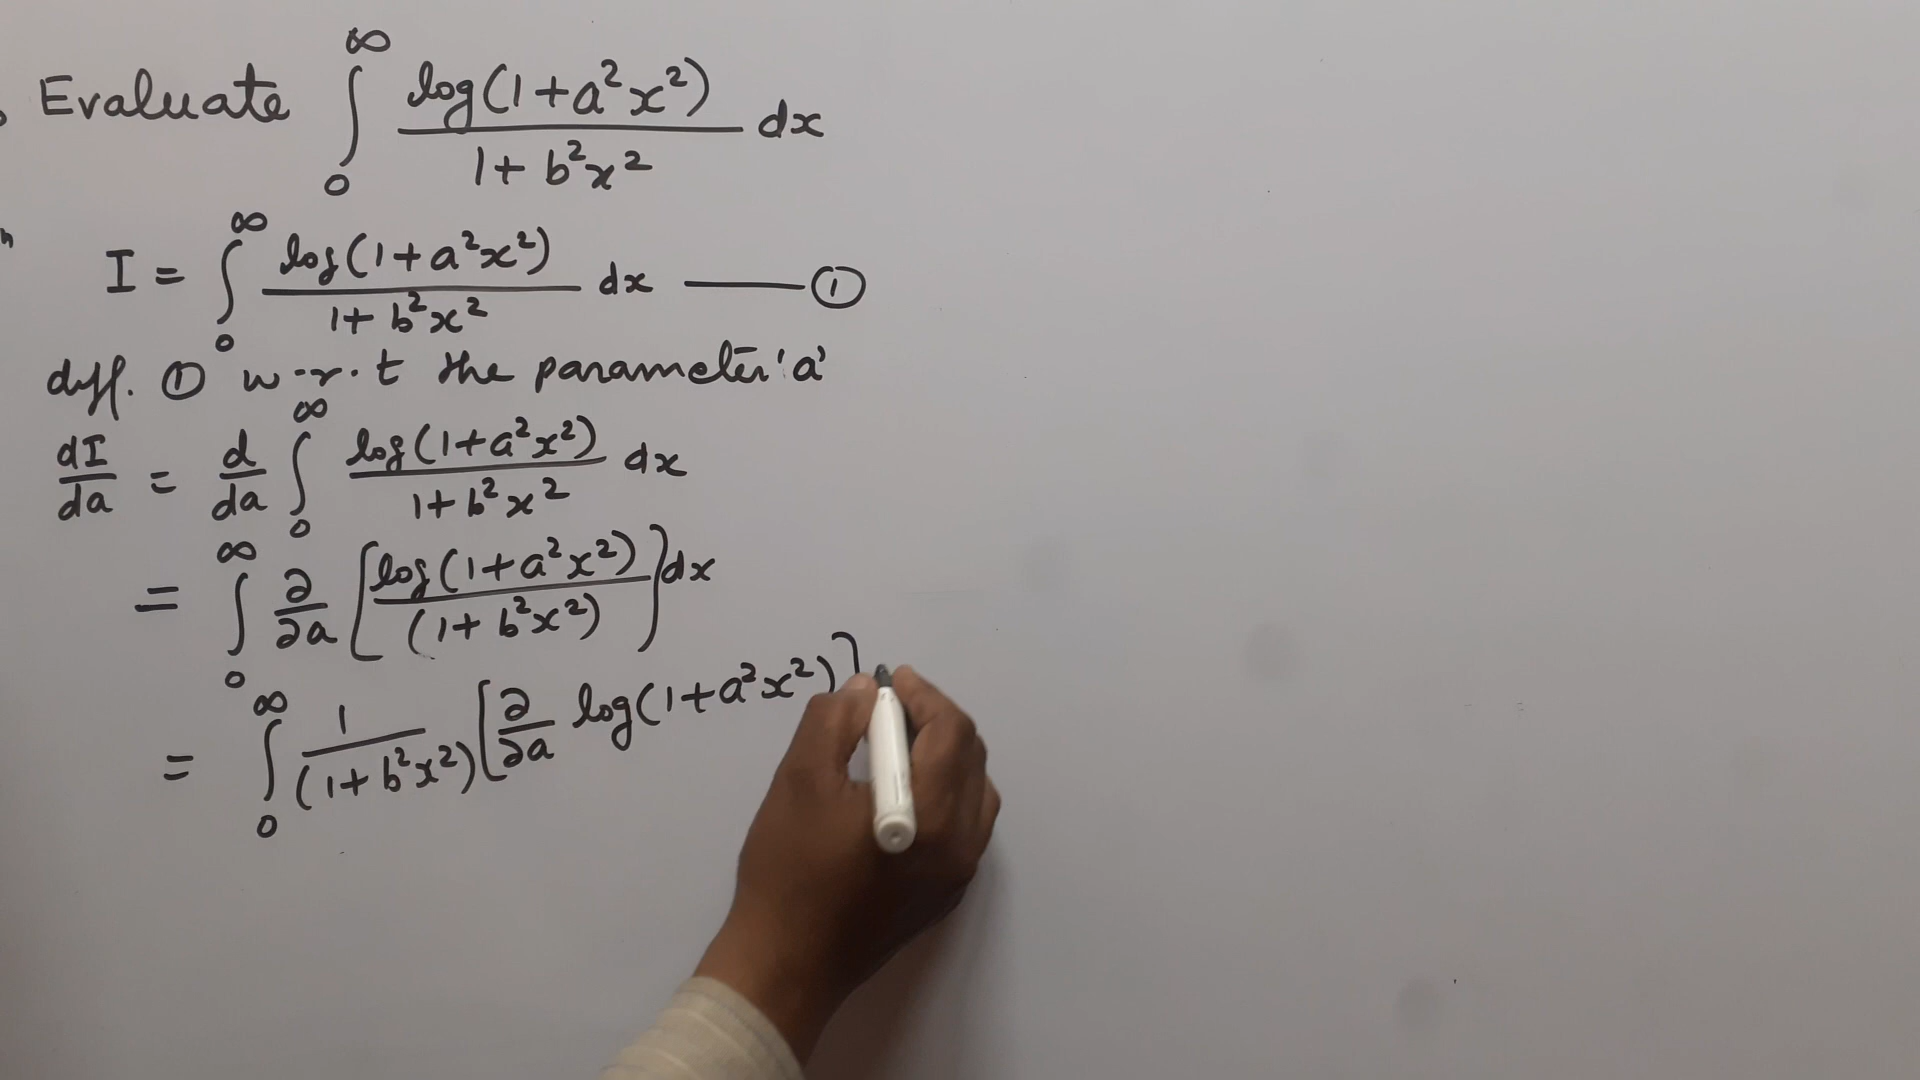 Evaluate ∫₀^∞ log(1+a²x²) / 1+b²x² dx
I = ∫₀^∞ log(1+a²x²) / 1+b²x² dx —— ①
diff. ① w.r.t the parameter 'a'
dI/da = d/da ∫₀^∞ log(1+a²x²) / 1+b²x² dx
= ∫₀^∞ ∂/∂a [log(1+a²x²) / (1+b²x²)] dx
= ∫₀^∞ 1/(1+b²x²) [∂/∂a log(1+a²x²)]